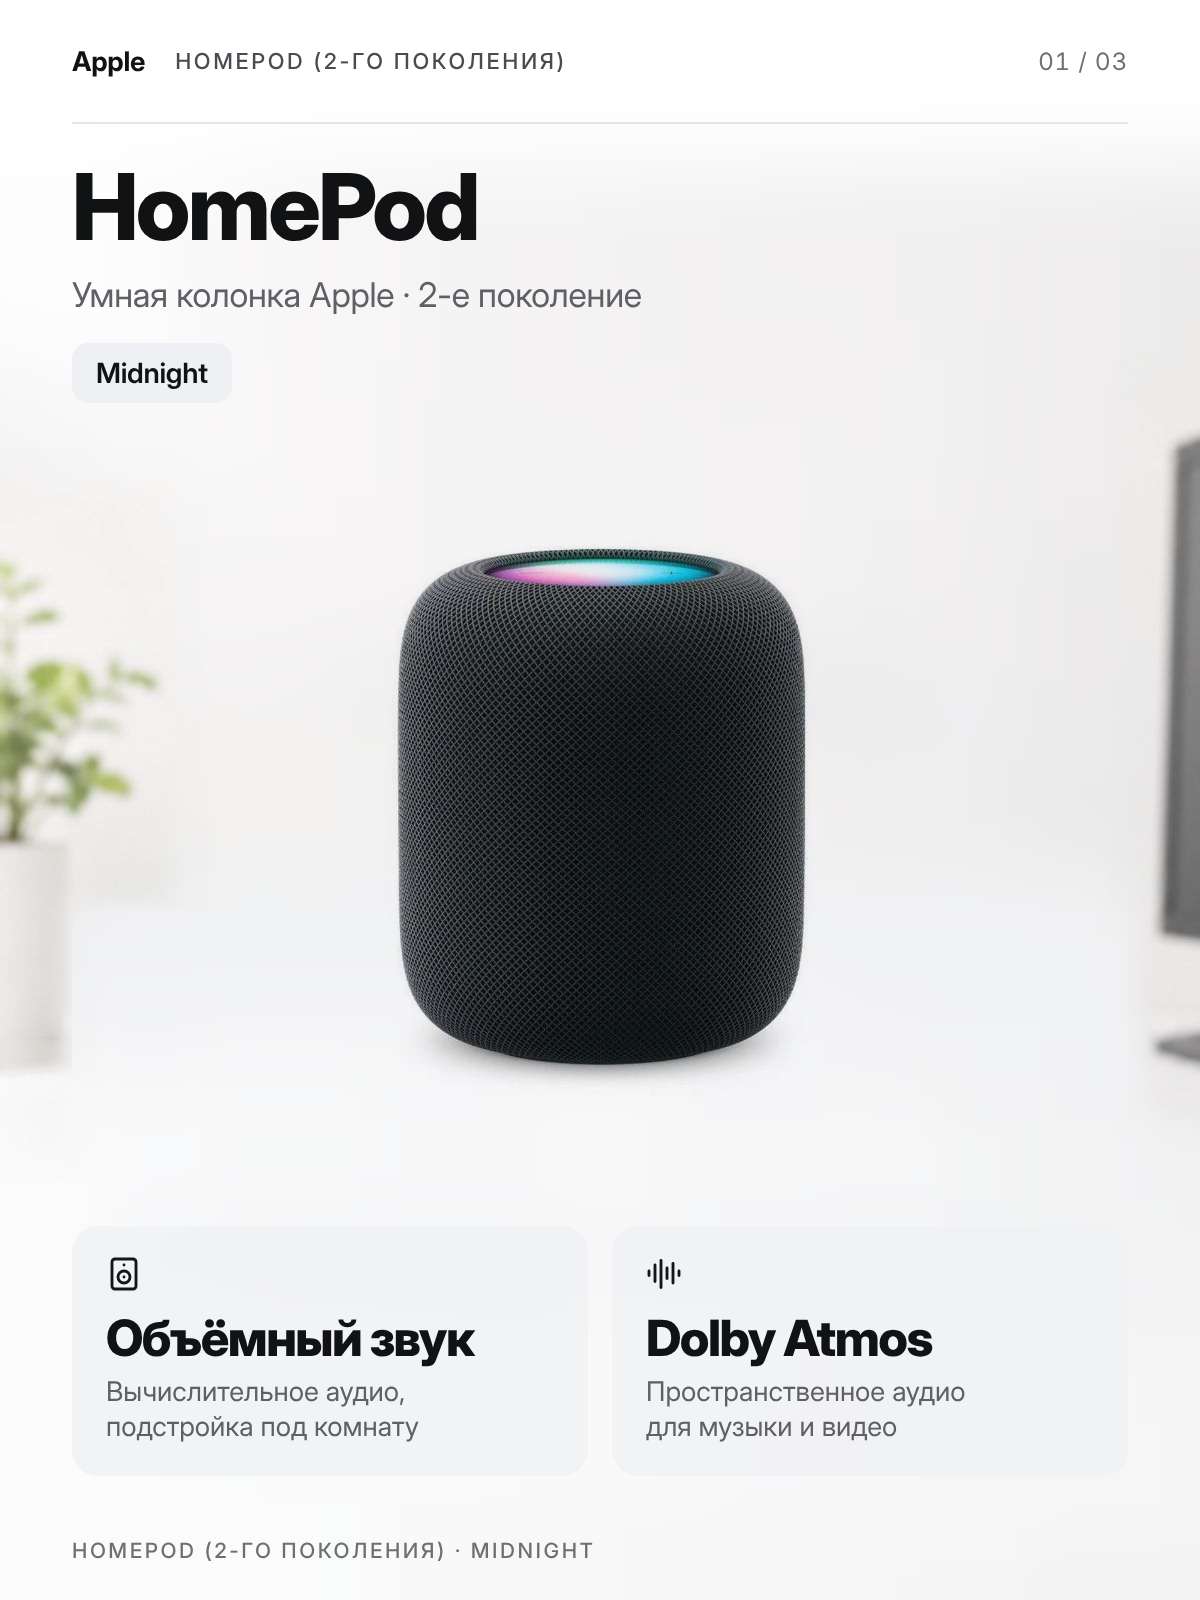 Apple HOMEPOD (2-ГО ПОКОЛЕНИЯ) 01 / 03
HomePod
Умная колонка Apple · 2-е поколение
Midnight
Объёмный звук
Вычислительное аудио,
подстройка под комнату
Dolby Atmos
Пространственное аудио
для музыки и видео
HOMEPOD (2-ГО ПОКОЛЕНИЯ) · MIDNIGHT